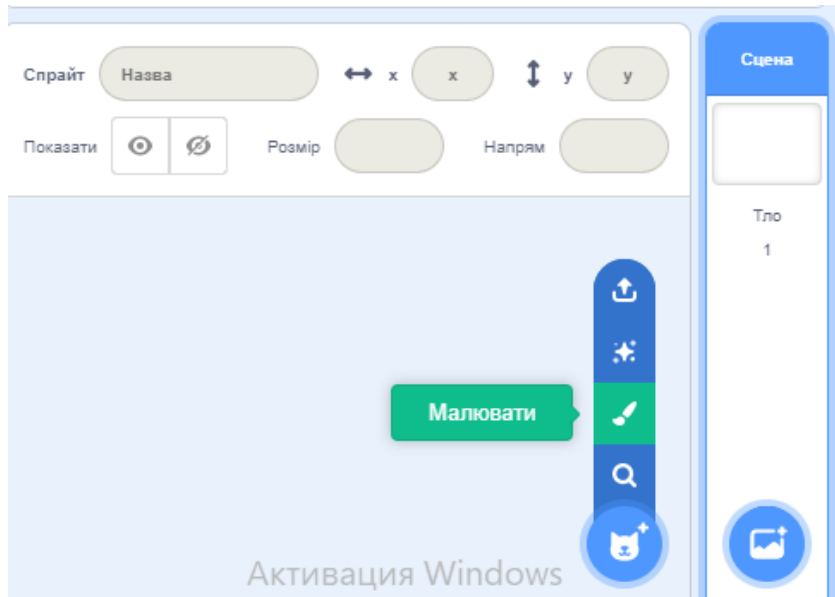 Сцена
Спрайт Назва x x y y
Показати Розмір Напрям
Тло
1
Малювати
Активация Windows